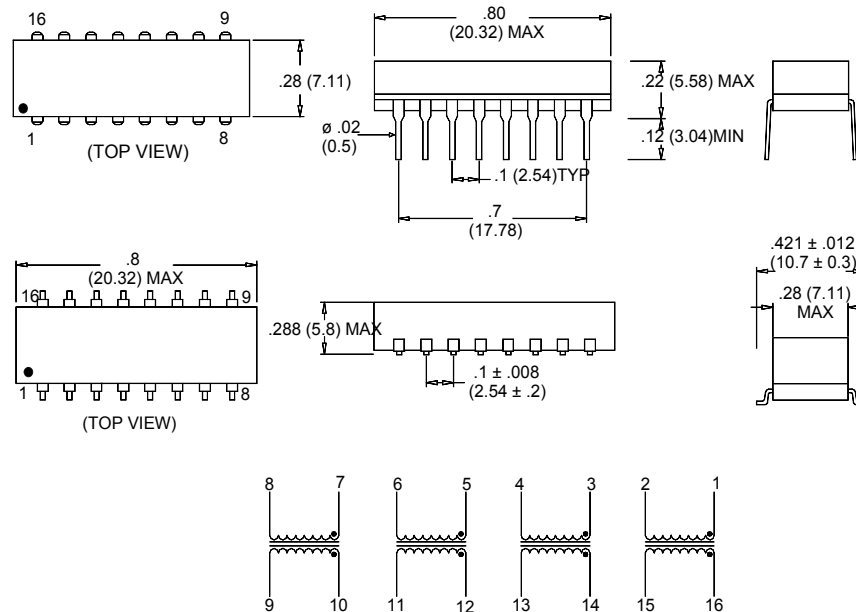 16 9
.28 (7.11)
1 8
(TOP VIEW)
.80
(20.32) MAX
.22 (5.58) MAX
ø .02
(0.5)
.12 (3.04)MIN
.1 (2.54)TYP
.7
(17.78)
.8
(20.32) MAX
16 9
1 8
(TOP VIEW)
.288 (5.8) MAX
.1 ± .008
(2.54 ± .2)
.421 ± .012
(10.7 ± 0.3)
.28 (7.11)
MAX
8 7 6 5 4 3 2 1
9 10 11 12 13 14 15 16